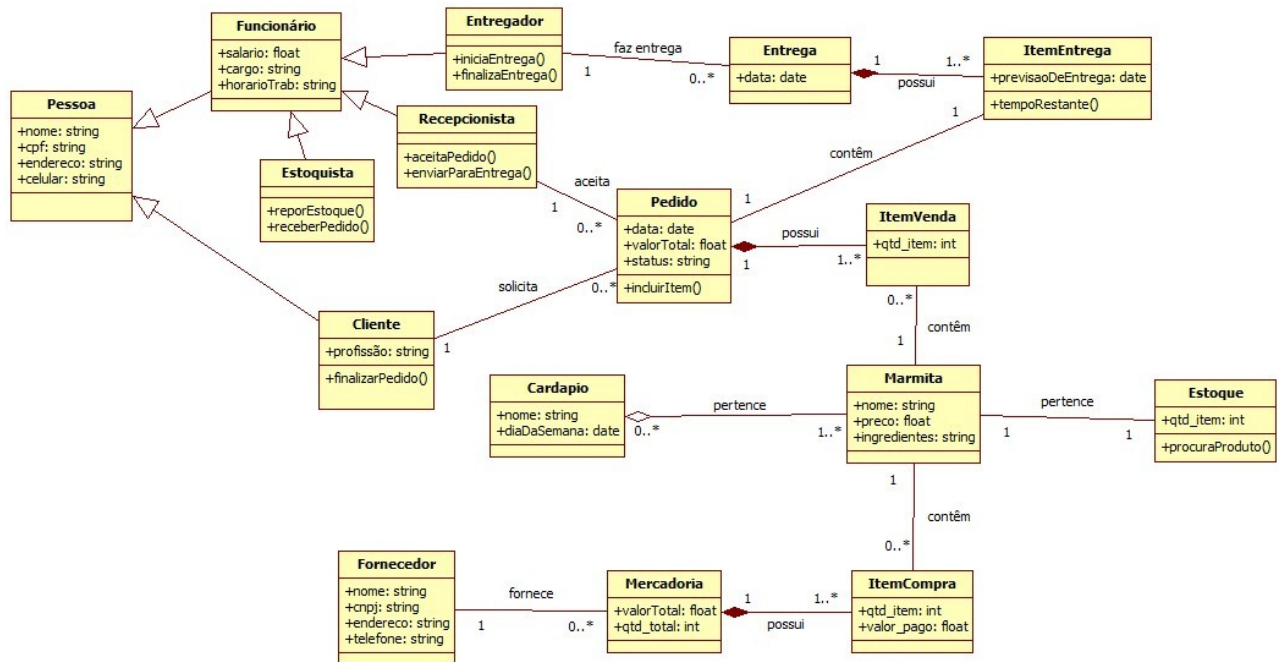 Funcionário
+salario: float
+cargo: string
+horarioTrab: string
Entregador
+iniciaEntrega()
+finalizaEntrega()
faz entrega
1
0..*
Entrega
+data: date
1
1..*
possui
ItemEntrega
+previsaoDeEntrega: date
+tempoRestante()
Pessoa
+nome: string
+cpf: string
+endereco: string
+celular: string
Recepcionista
+aceitaPedido()
+enviarParaEntrega()
Estoquista
+reporEstoque()
+receberPedido()
aceita
1
0..*
contêm
1
1
Pedido
+data: date
+valorTotal: float
+status: string
+incluirItem()
possui
1
1..*
ItemVenda
+qtd_item: int
solicita
0..*
1
Cliente
+profissão: string
+finalizarPedido()
0..*
contêm
1
Cardapio
+nome: string
+diaDaSemana: date
pertence
0..*
1..*
Marmita
+nome: string
+preco: float
+ingredientes: string
pertence
1
1
Estoque
+qtd_item: int
+procuraProduto()
1
contêm
0..*
Fornecedor
+nome: string
+cnpj: string
+endereco: string
+telefone: string
fornece
1
0..*
Mercadoria
+valorTotal: float
+qtd_total: int
1
1..*
possui
ItemCompra
+qtd_item: int
+valor_pago: float